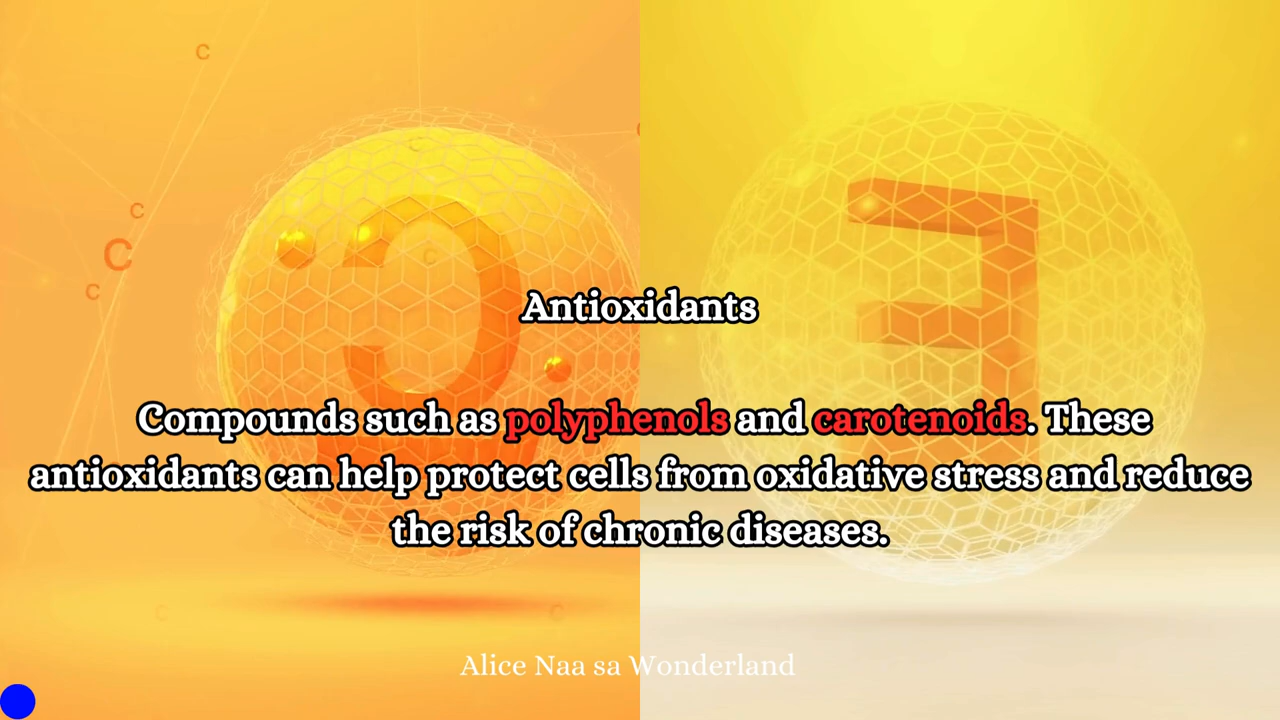 C
C
C
C
C
E
Antioxidants
Compounds such as polyphenols and carotenoids. These
antioxidants can help protect cells from oxidative stress and reduce
the risk of chronic diseases.
C
C
Alice Naa sa Wonderland